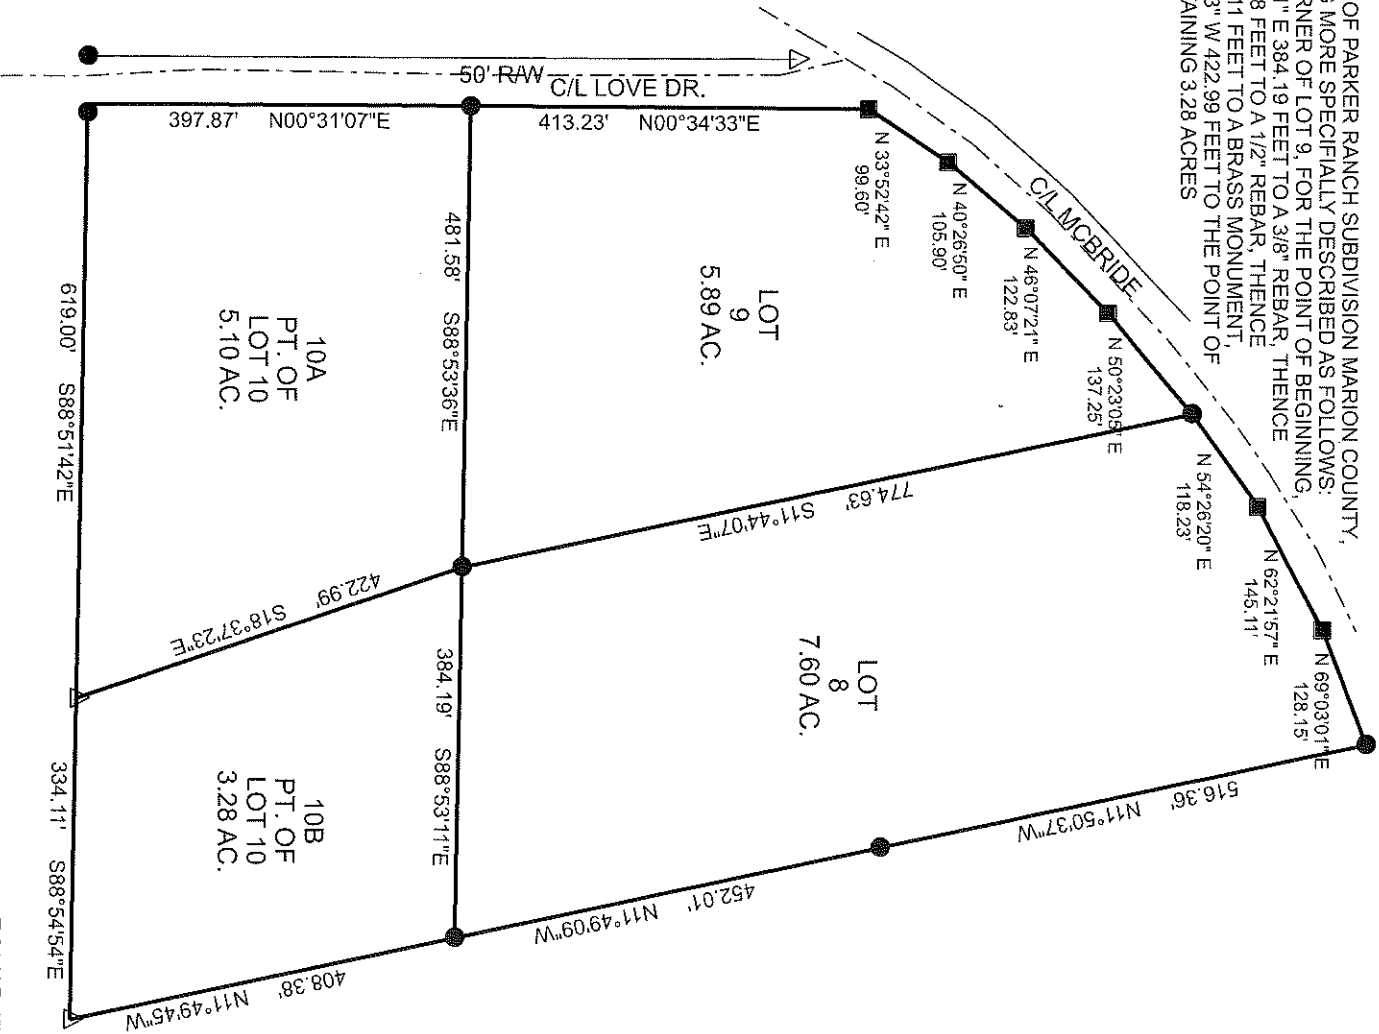 OF PARKER RANCH SUBDIVISION MARION COUNTY,
MORE SPECIFIALLY DESCRIBED AS FOLLOWS:
RNER OF LOT 9, FOR THE POINT OF BEGINNING,
1" E 384.19 FEET TO A 3/8" REBAR, THENCE
8 FEET TO A 1/2" REBAR, THENCE
11 FEET TO A BRASS MONUMENT,
3" W 422.99 FEET TO THE POINT OF
TAINING 3.28 ACRES
C/L MCBRIDE
50' R/W
C/L LOVE DR.
397.87' N00°31'07"E
413.23' N00°34'33"E
N 33°52'42" E
99.60'
N 40°26'50" E
105.90'
N 46°07'21" E
122.83'
N 50°23'05" E
137.25'
N 54°26'20" E
118.23'
N 62°21'57" E
145.11'
N 69°03'01" E
128.15'
LOT
9
5.89 AC.
LOT
8
7.60 AC.
774.63' S11°44'07"E
516.36' N11°50'37"W
452.01' N11°49'09"W
481.58' S88°53'36"E
384.19' S88°53'11"E
10A
PT. OF
LOT 10
5.10 AC.
10B
PT. OF
LOT 10
3.28 AC.
422.99' S18°37'23"E
408.38' N11°49'45"W
619.00' S88°51'42"E
334.11' S88°54'54"E